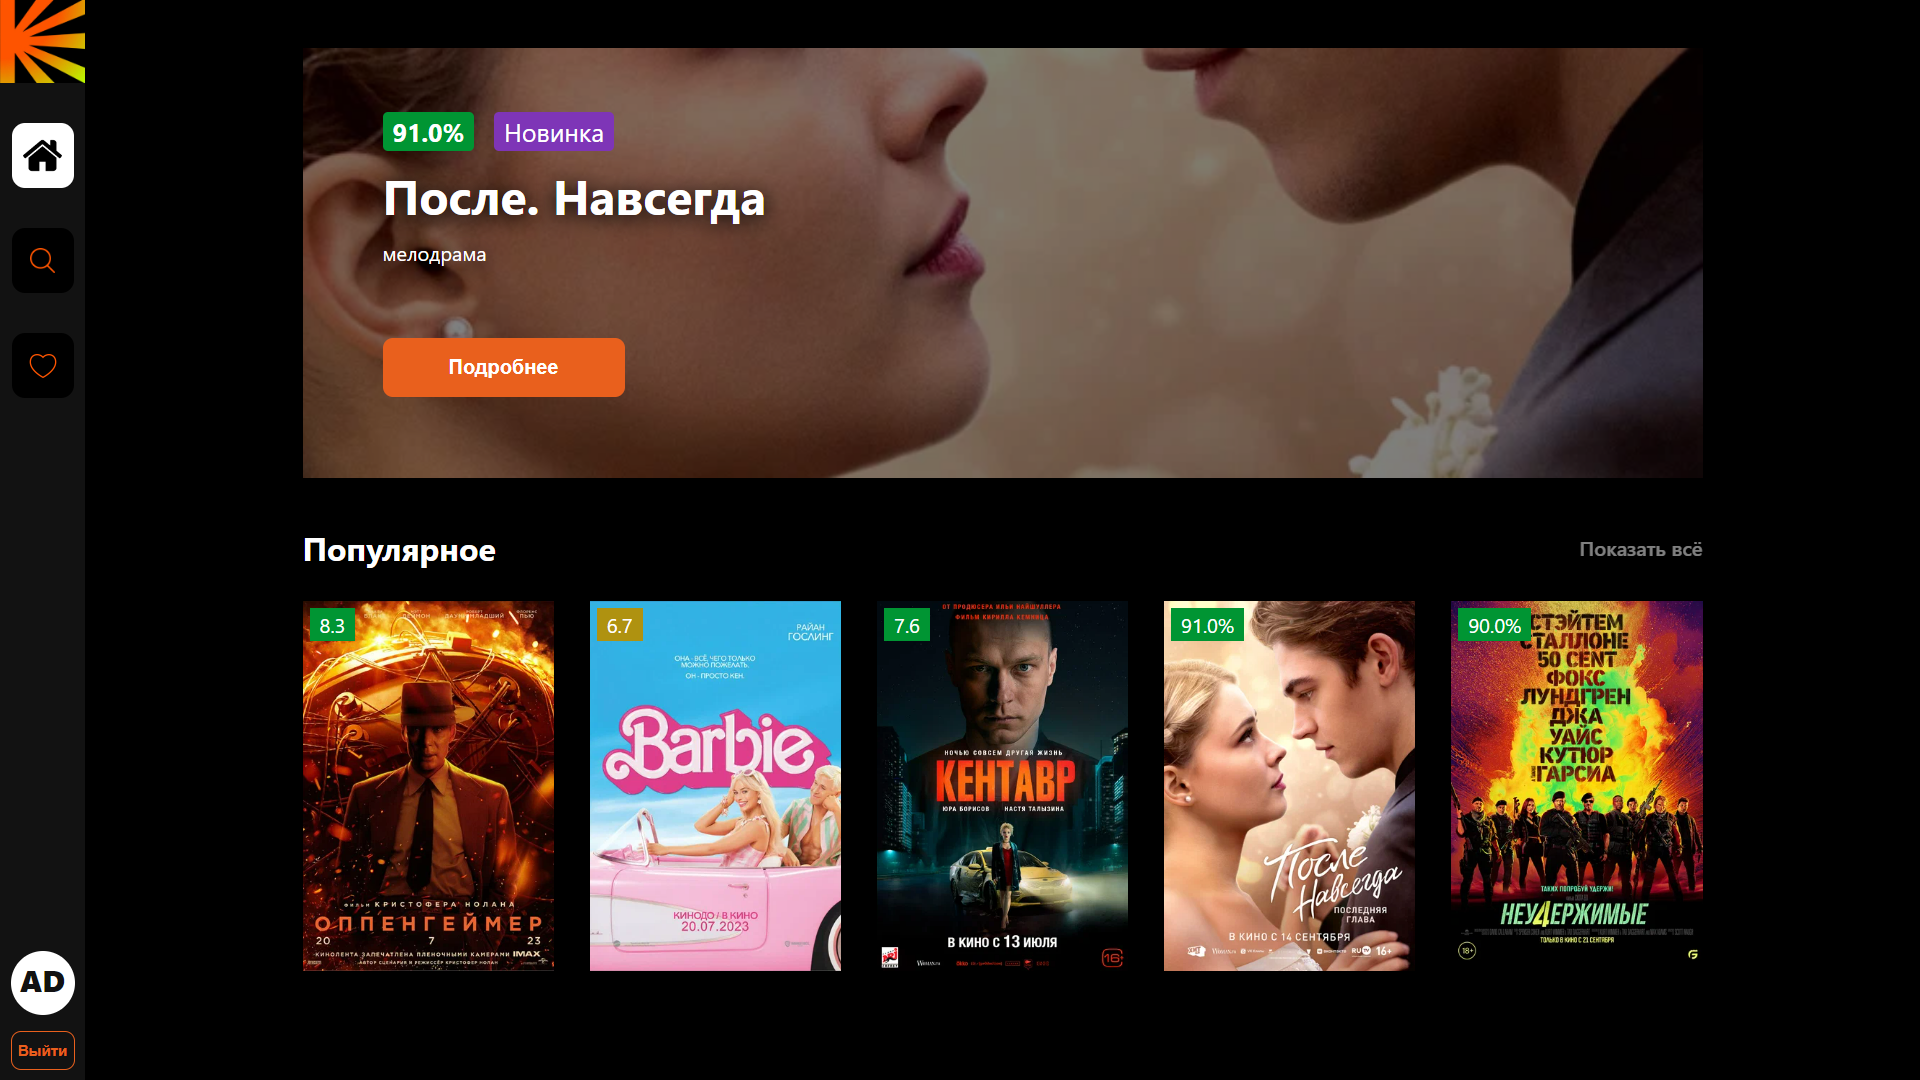 91.0% Новинка
После. Навсегда
мелодрама
Подробнее
Популярное
Показать всё
8.3
ФИЛЬМ КРИСТОФЕРА НОЛАНА
ОППЕНГЕЙМЕР
20 7 23
КИНОЛЕНТА ЗАПЕЧАТЛЕНА ПЛЕНОЧНЫМИ КАМЕРАМИ IMAX
АВТОР СЦЕНАРИЯ И РЕЖИССЁР КРИСТОФЕР НОЛАН
6.7
РАЙАН
ГОСЛИНГ
ОНА - ВСЁ, ЧЕГО ТОЛЬКО
МОЖНО ПОЖЕЛАТЬ.
ОН - ПРОСТО КЕН.
Barbie
КИНОДО / В КИНО
20.07.2023
7.6
ОТ ПРОДЮСЕРА ИЛЬИ НАЙШУЛЛЕРА
ФИЛЬМ КИРИЛЛА КЕМНИЦА
НОЧЬЮ СОВСЕМ ДРУГАЯ ЖИЗНЬ
КЕНТАВР
ЮРА БОРИСОВ НАСТЯ ТАЛЫЗИНА
В КИНО С 13 ИЮЛЯ
16
91.0%
После
Навсегда
ПОСЛЕДНЯЯ
ГЛАВА
В КИНО С 14 СЕНТЯБРЯ
16+
90.0%
СТЭЙТЕМ
СТАЛЛОНЕ
50 CENT
ФОКС
ЛУНДГРЕН
ДЖА
УАЙС
КУТЮР
ГАРСИА
ТАКИХ ПОПРОБУЙ УДЕРЖИ!
НЕУ4ЕРЖИМЫЕ
ТОЛЬКО В КИНО С 21 СЕНТЯБРЯ
18+
AD
Выйти